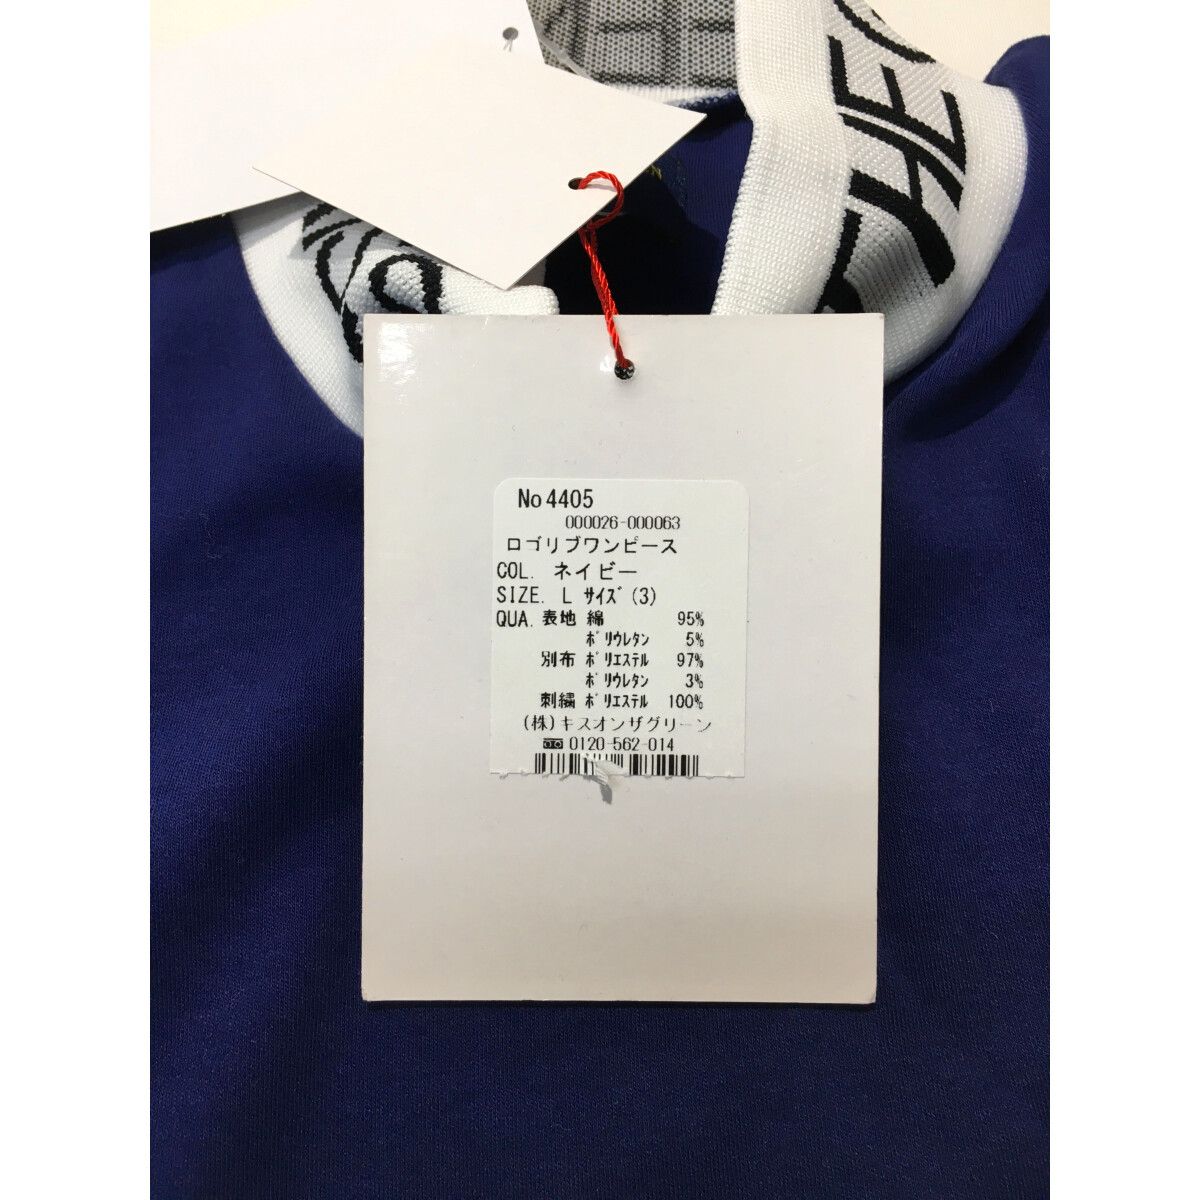 THE
No 4405
000026-000063
ロゴリブワンピース
COL. ネイビー
SIZE. L ｻｲｽﾞ(3)
QUA. 表地 綿 95%
ﾎﾟﾘｳﾚﾀﾝ 5%
別布 ﾎﾟﾘｴｽﾃﾙ 97%
ﾎﾟﾘｳﾚﾀﾝ 3%
刺繍 ﾎﾟﾘｴｽﾃﾙ 100%
(株)キスオンザグリーン
0120-562-014